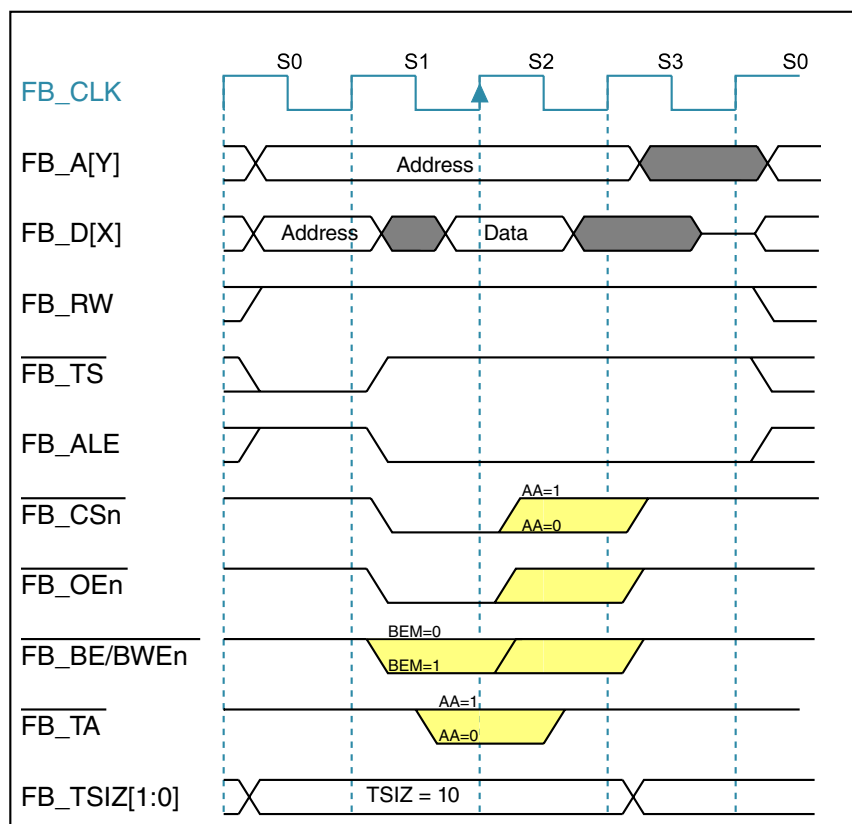 S0 S1 S2 S3 S0
FB_CLK
FB_A[Y] Address
FB_D[X] Address Data
FB_RW
FB_TS
FB_ALE
AA=1
FB_CSn AA=0
FB_OEn
BEM=0
FB_BE/BWEn BEM=1
AA=1
FB_TA AA=0
FB_TSIZ[1:0] TSIZ = 10